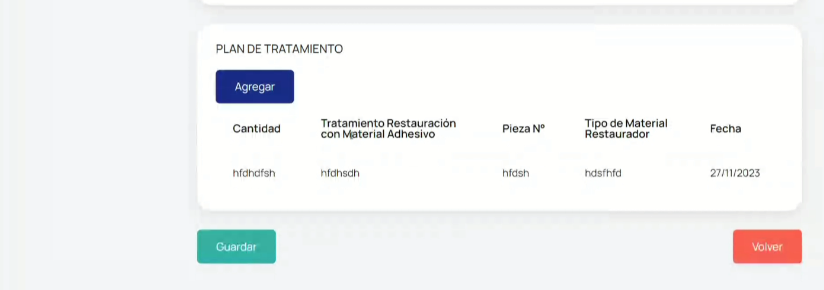 PLAN DE TRATAMIENTO
Agregar
Cantidad
Tratamiento Restauración
con Material Adhesivo
Pieza N°
Tipo de Material
Restaurador
Fecha
hfdhdfsh
hfdhsdh
hfdsh
hdsfhfd
27/11/2023
Guardar
Volver